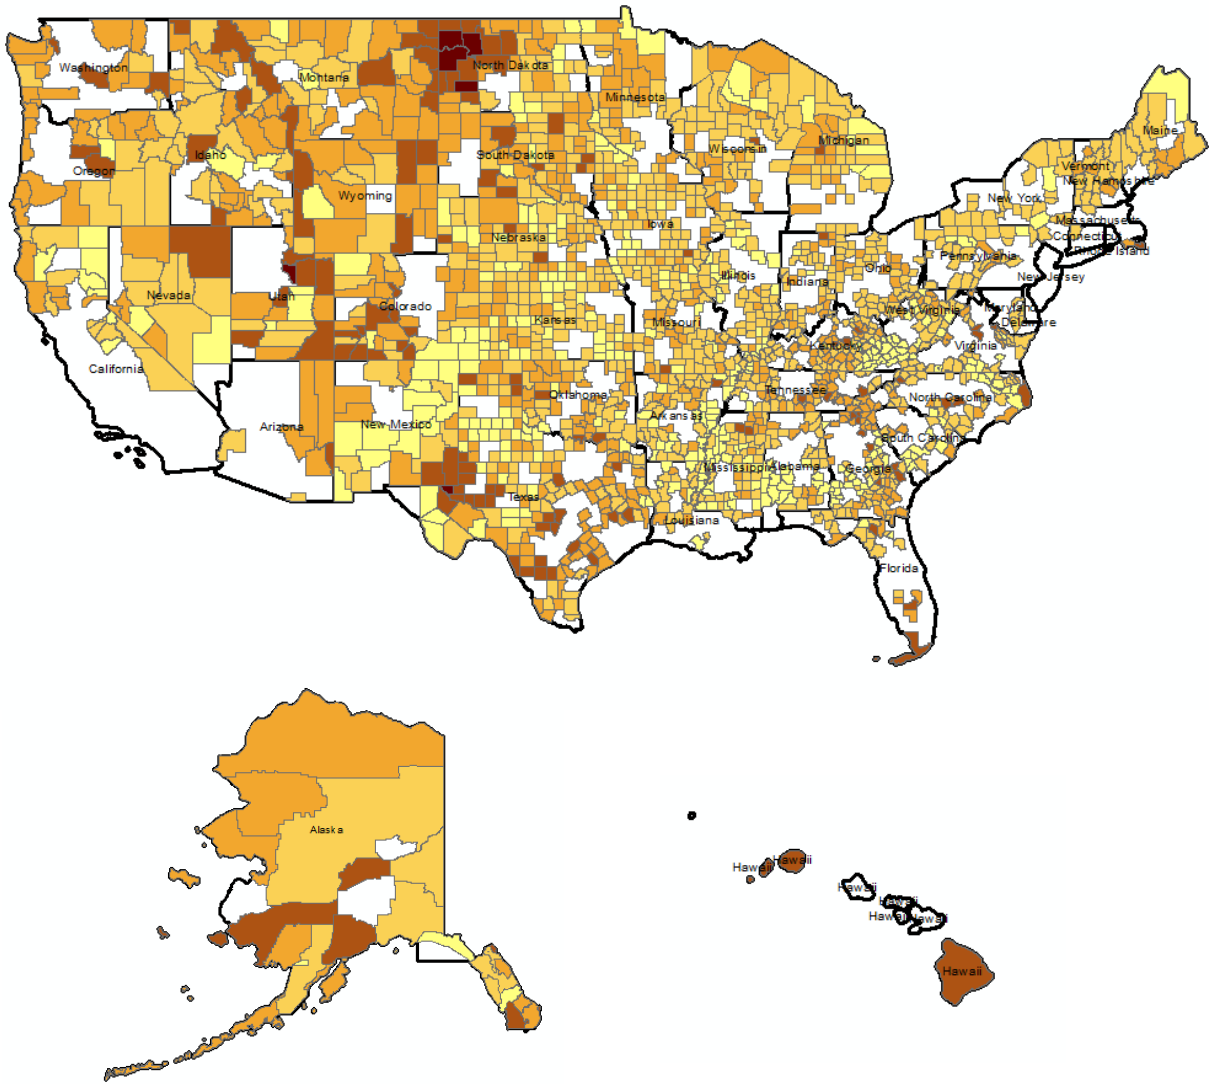 Washington
Montana
North Dakota
Minnesota
Maine
Michigan
Wisconsin
Idaho
South Dakota
Vermont
Oregon
New Hampshire
Wyoming
New York
Massachusetts
Iowa
Connecticut
Nebraska
Rhode Island
Pennsylvania
Ohio
Illinois
Indiana
New Jersey
Nevada
Utah
Colorado
West Virginia
Maryland
Kansas
Missouri
Delaware
Kentucky
Virginia
California
Tennessee
Oklahoma
North Carolina
Arkansas
Arizona
New Mexico
South Carolina
Mississippi
Alabama
Georgia
Texas
Louisiana
Florida
Alaska
Hawaii
Hawaii
Hawaii
Hawaii
Hawaii
Hawaii
Hawaii